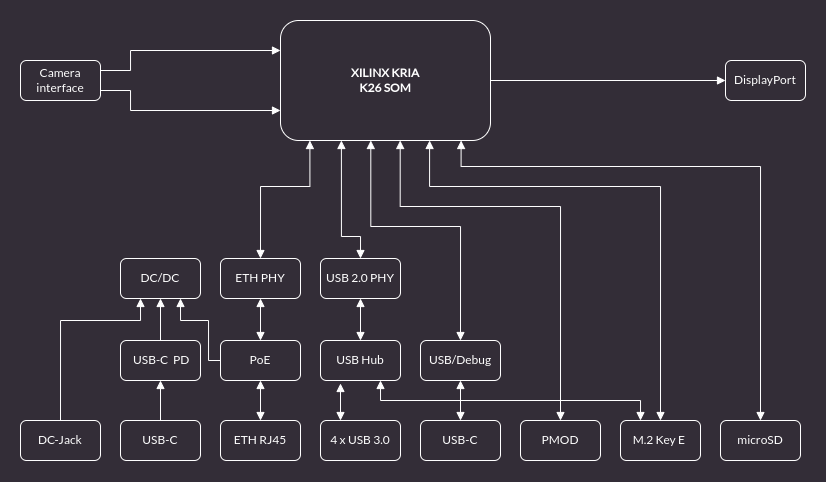 XILINX KRIA
K26 SOM
Camera
interface
DisplayPort
DC/DC
ETH PHY
USB 2.0 PHY
USB-C PD
PoE
USB Hub
USB/Debug
DC-Jack
USB-C
ETH RJ45
4 x USB 3.0
USB-C
PMOD
M.2 Key E
microSD